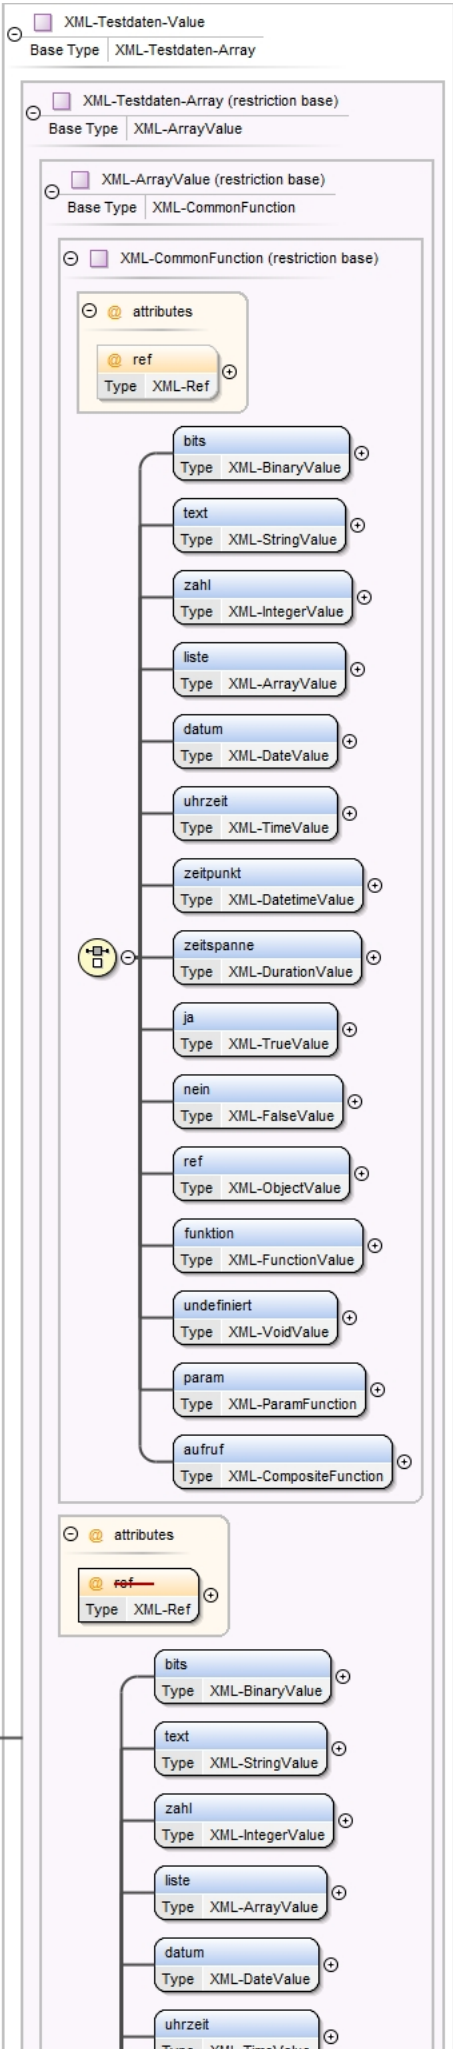 XML-Testdaten-Value
Base Type XML-Testdaten-Array
XML-Testdaten-Array (restriction base)
Base Type XML-ArrayValue
XML-ArrayValue (restriction base)
Base Type XML-CommonFunction
XML-CommonFunction (restriction base)
@ attributes
@ ref
Type XML-Ref
bits
Type XML-BinaryValue
text
Type XML-StringValue
zahl
Type XML-IntegerValue
liste
Type XML-ArrayValue
datum
Type XML-DateValue
uhrzeit
Type XML-TimeValue
zeitpunkt
Type XML-DatetimeValue
zeitspanne
Type XML-DurationValue
ja
Type XML-TrueValue
nein
Type XML-FalseValue
ref
Type XML-ObjectValue
funktion
Type XML-FunctionValue
undefiniert
Type XML-VoidValue
param
Type XML-ParamFunction
aufruf
Type XML-CompositeFunction
@ attributes
@ ref
Type XML-Ref
bits
Type XML-BinaryValue
text
Type XML-StringValue
zahl
Type XML-IntegerValue
liste
Type XML-ArrayValue
datum
Type XML-DateValue
uhrzeit
Type XML-TimeValue